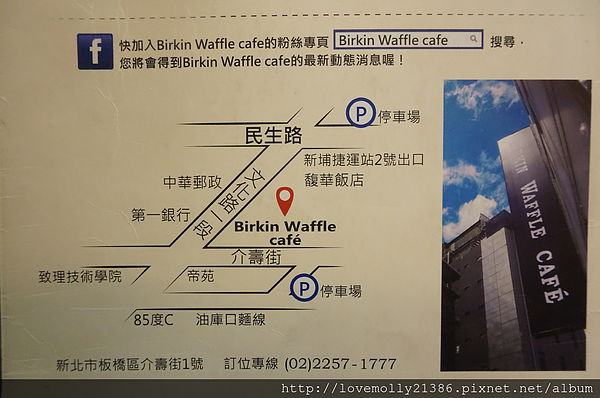 f 快加入Birkin Waffle cafe的粉絲專頁 Birkin Waffle cafe 搜尋，
您將會得到Birkin Waffle cafe的最新動態消息喔！
P 停車場
民生路
新埔捷運站2號出口
馥華飯店
中華郵政
文化路一段
第一銀行
Birkin Waffle
café
介壽街
致理技術學院
帝苑
P 停車場
85度C 油庫口麵線
新北市板橋區介壽街1號 訂位專線 (02)2257-1777
KIN WAFFLE CAFÉ
http://lovemolly21386.pixnet.net/album